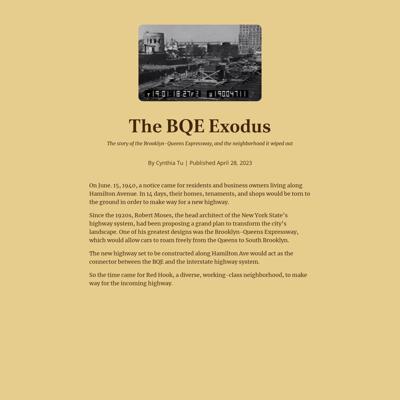 The BQE Exodus
The story of the Brooklyn-Queens Expressway, and the neighborhood it wiped out
By Cynthia Tu | Published April 28, 2023
On June. 15, 1940, a notice came for residents and business owners living along
Hamilton Avenue. In 14 days, their homes, tenaments, and shops would be torn to
the ground in order to make way for a new highway.
Since the 1920s, Robert Moses, the head architect of the New York State's
highway system, had been proposing a grand plan to transform the city's
landscape. One of his greatest designs was the Brooklyn-Queens Expressway,
which would allow cars to roam freely from the Queens to South Brooklyn.
The new highway set to be constructed along Hamilton Ave would act as the
connector between the BQE and the interstate highway system.
So the time came for Red Hook, a diverse, working-class neighborhood, to make
way for the incoming highway.